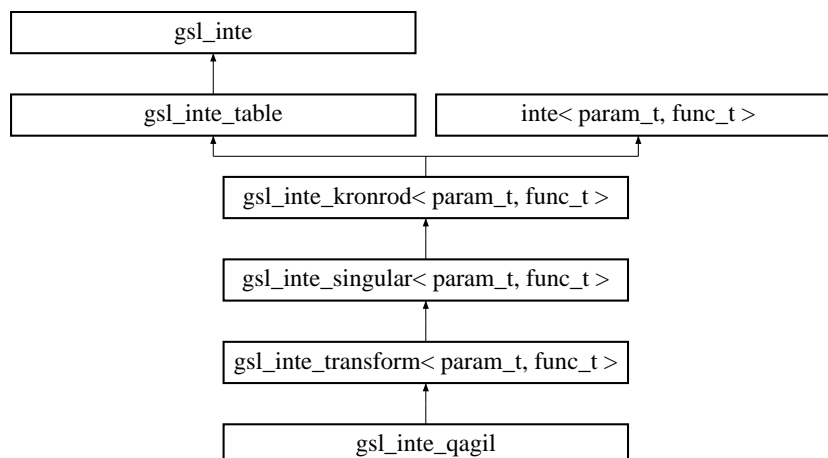 gsl_inte
gsl_inte_table
inte< param_t, func_t >
gsl_inte_kronrod< param_t, func_t >
gsl_inte_singular< param_t, func_t >
gsl_inte_transform< param_t, func_t >
gsl_inte_qagil